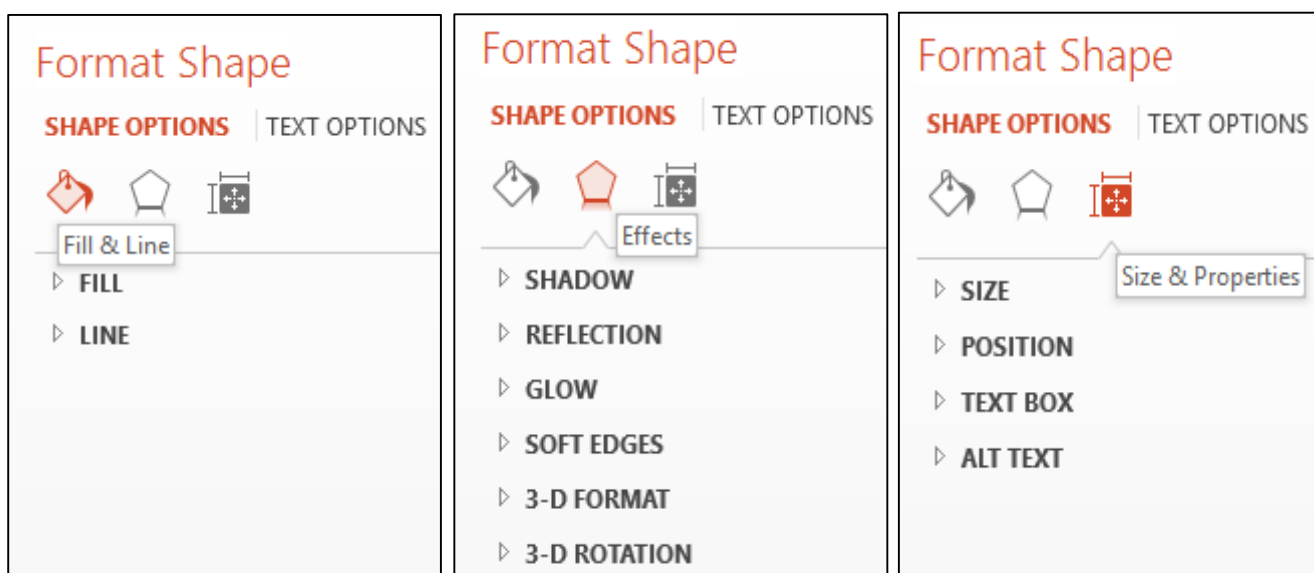 Format Shape
SHAPE OPTIONS TEXT OPTIONS
Fill & Line
FILL
LINE
Format Shape
SHAPE OPTIONS TEXT OPTIONS
Effects
SHADOW
REFLECTION
GLOW
SOFT EDGES
3-D FORMAT
3-D ROTATION
Format Shape
SHAPE OPTIONS TEXT OPTIONS
Size & Properties
SIZE
POSITION
TEXT BOX
ALT TEXT